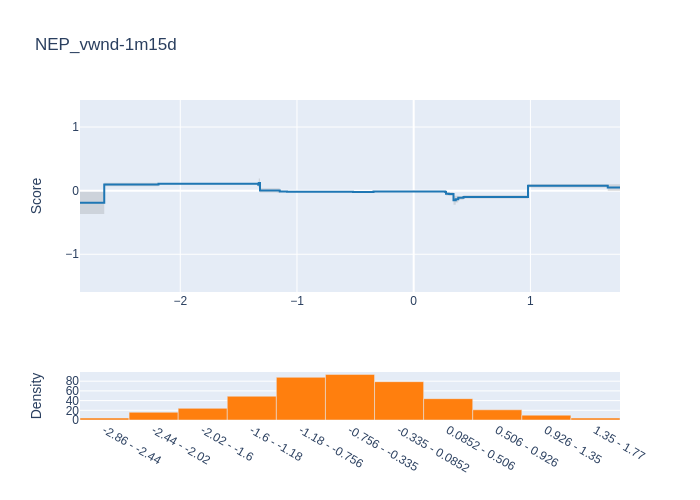 NEP_vwnd-1m15d
Score
1
0
−1
−2
−1
0
1
Density
80
60
40
20
0
-2.86 - -2.44
-2.44 - -2.02
-2.02 - -1.6
-1.6 - -1.18
-1.18 - -0.756
-0.756 - -0.335
-0.335 - 0.0852
0.0852 - 0.506
0.506 - 0.926
0.926 - 1.35
1.35 - 1.77